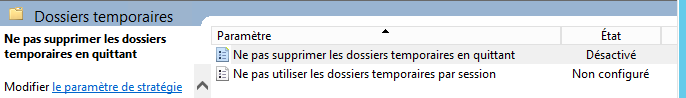 Dossiers temporaires
Ne pas supprimer les dossiers temporaires en quittant
Modifier le paramètre de stratégie
Paramètre État
Ne pas supprimer les dossiers temporaires en quittant Désactivé
Ne pas utiliser les dossiers temporaires par session Non configuré